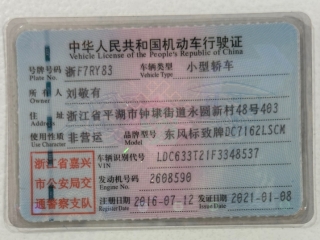 中华人民共和国机动车行驶证
Vehicle License of the People's Republic of China
号牌号码 浙F7RY83 车辆类型 小型轿车
Plate No. Vehicle Type
所有人 刘敬有
Owner
住址 浙江省平湖市钟埭街道永圆新村48号403
Address
使用性质 非营运 品牌型号 东风标致牌DC7162LSCM
Use Character Model
浙江省嘉兴市公安局交通警察支队
车辆识别代号 LDC633T21F3348537
VIN
发动机号码 2608590
Engine No.
注册日期 2016-07-12 发证日期 2021-01-08
Register Date Issue Date